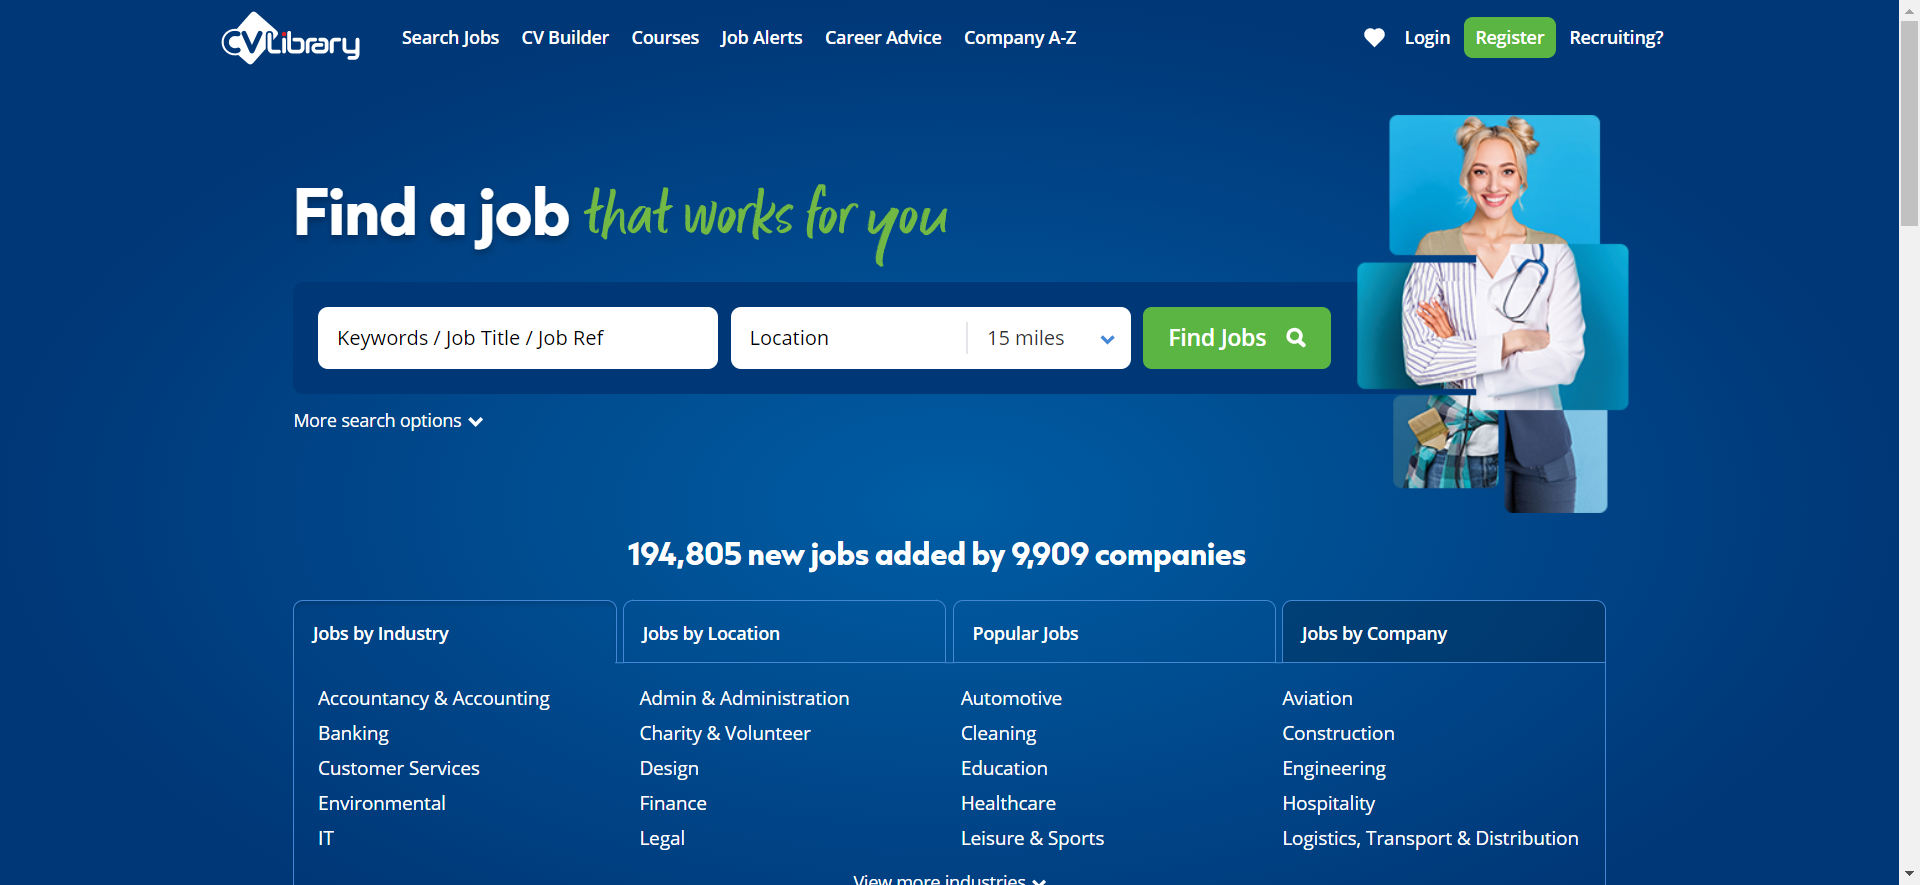 CVLibrary
Search Jobs CV Builder Courses Job Alerts Career Advice Company A-Z
Login Register Recruiting?
Find a job that works for you
Keywords / Job Title / Job Ref Location 15 miles Find Jobs
More search options
194,805 new jobs added by 9,909 companies
Jobs by Industry Jobs by Location Popular Jobs Jobs by Company
Accountancy & Accounting Admin & Administration Automotive Aviation
Banking Charity & Volunteer Cleaning Construction
Customer Services Design Education Engineering
Environmental Finance Healthcare Hospitality
IT Legal Leisure & Sports Logistics, Transport & Distribution
View more industries